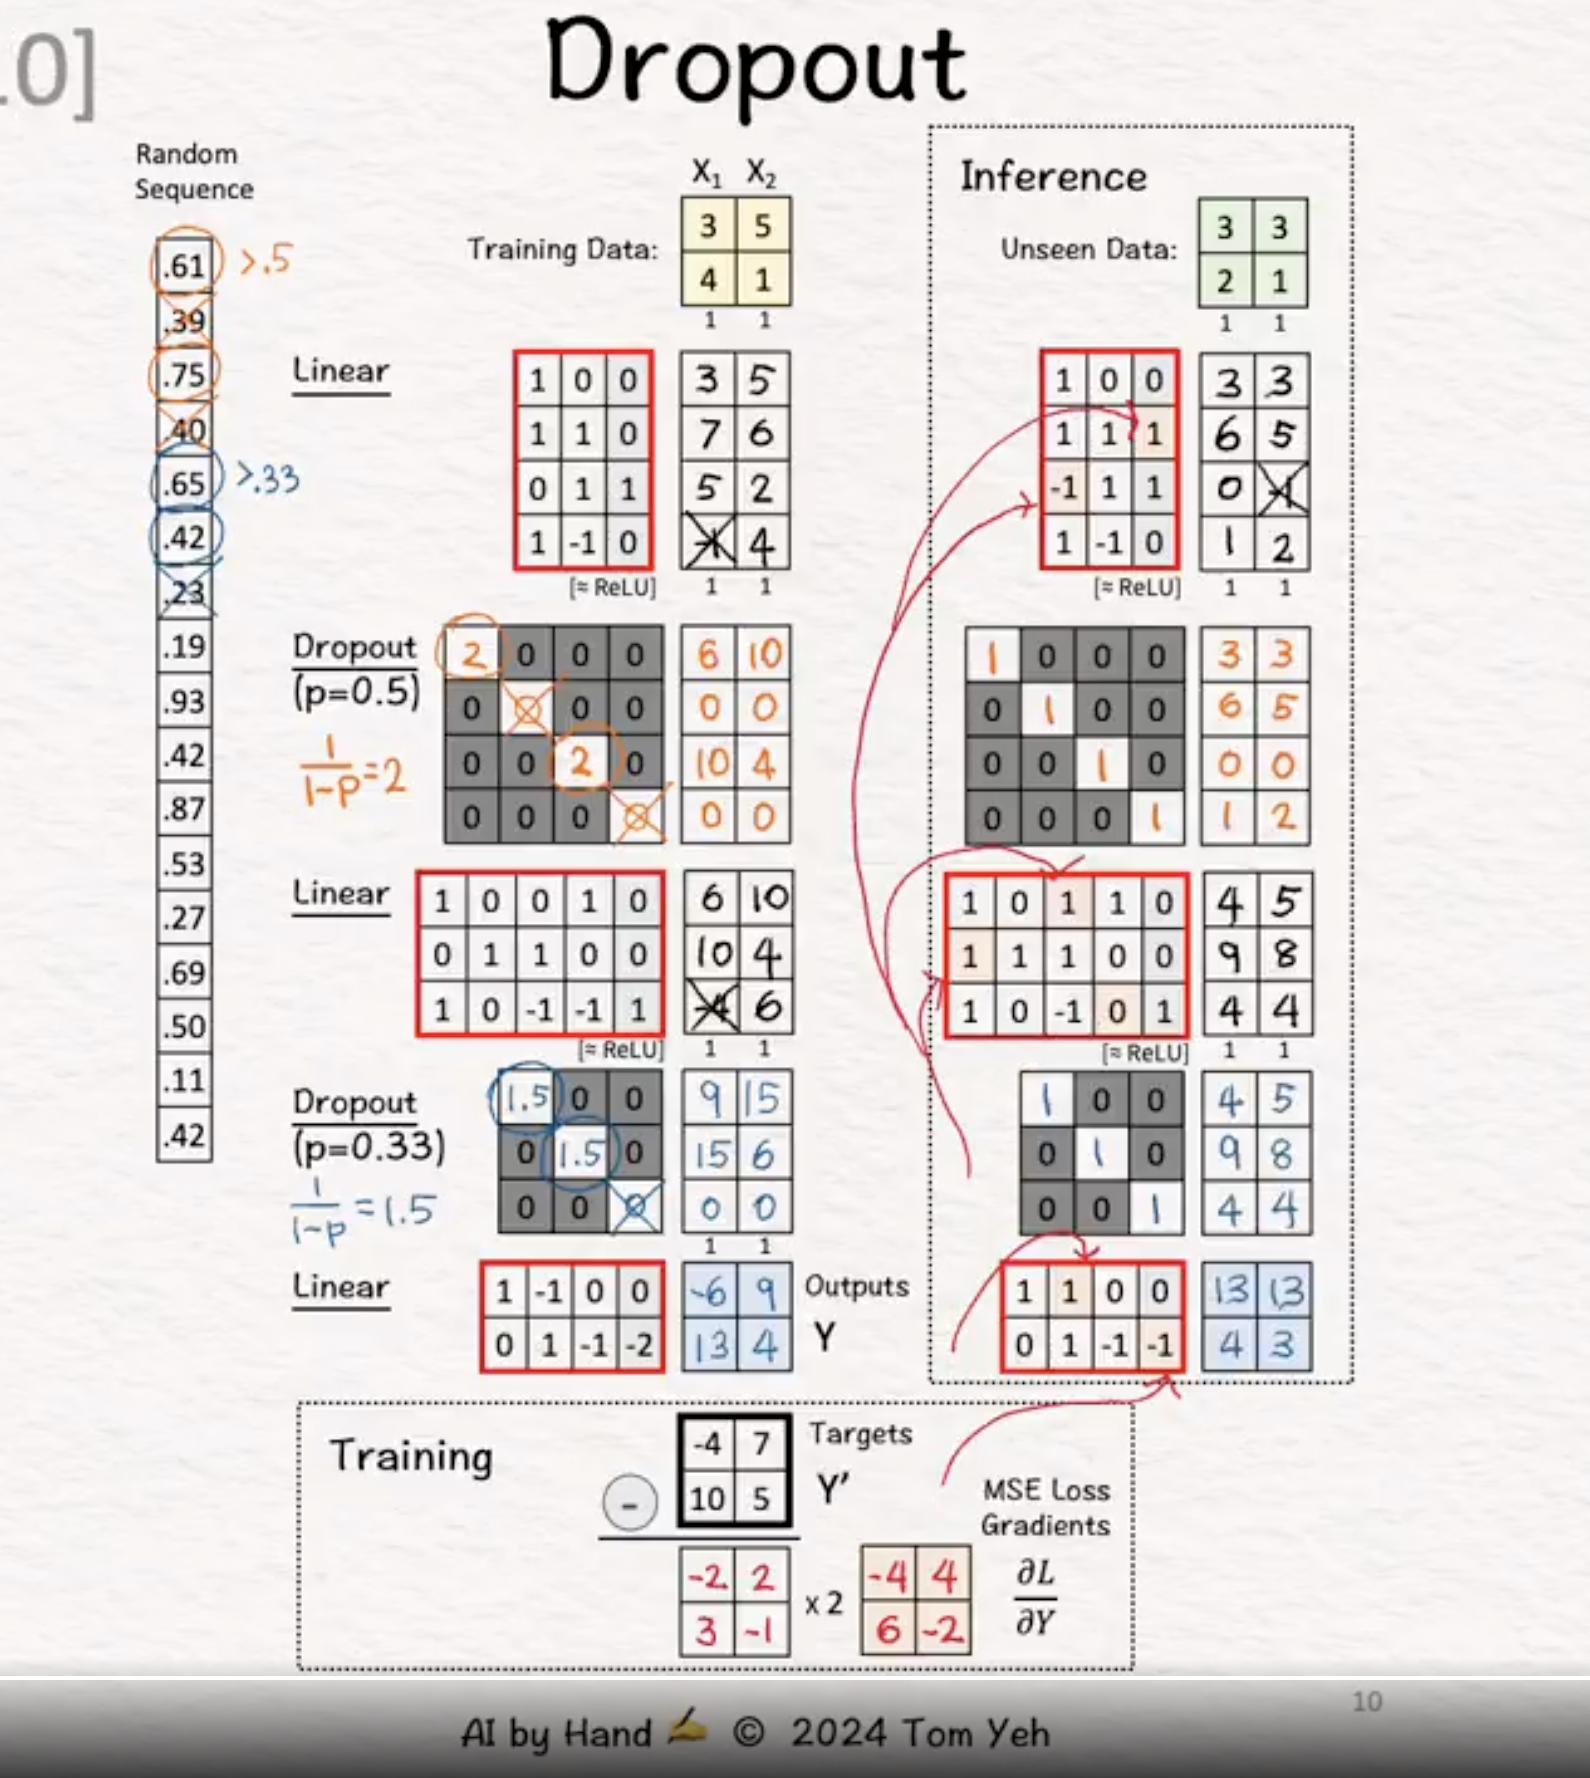 .0]
Dropout
Random
Sequence
.61 >.5
.39
.75
.40
.65 >.33
.42
.23
.19
.93
.42
.87
.53
.27
.69
.50
.11
.42
X₁ X₂
Training Data:
3 5
4 1
1 1
Linear
1 0 0 3 5
1 1 0 7 6
0 1 1 5 2
1 -1 0 -1 4
[≈ ReLU] 1 1
Dropout
(p=0.5)
1/(1-p) = 2
2 0 0 0 6 10
0 0 0 0 0 0
0 0 2 0 10 4
0 0 0 0 0 0
Linear
1 0 0 1 0 6 10
0 1 1 0 0 10 4
1 0 -1 -1 1 -4 6
[≈ ReLU] 1 1
Dropout
(p=0.33)
1/(1-p) = 1.5
1.5 0 0 9 15
0 1.5 0 15 6
0 0 0 0 0
1 1
Linear
1 -1 0 0 -6 9
0 1 -1 -2 13 4
Outputs
Y
Inference
Unseen Data:
3 3
2 1
1 1
1 0 0 3 3
1 1 1 6 5
-1 1 1 0 -1
1 -1 0 1 2
[≈ ReLU] 1 1
1 0 0 0 3 3
0 1 0 0 6 5
0 0 1 0 0 0
0 0 0 1 1 2
1 0 1 1 0 4 5
1 1 1 0 0 9 8
1 0 -1 0 1 4 4
[≈ ReLU] 1 1
1 0 0 4 5
0 1 0 9 8
0 0 1 4 4
1 1 0 0 13 13
0 1 -1 -1 4 3
Training
-
-4 7
10 5
Targets
Y'
-2 2
3 -1
x 2
-4 4
6 -2
MSE Loss
Gradients
∂L
∂Y
10
AI by Hand ✍ © 2024 Tom Yeh